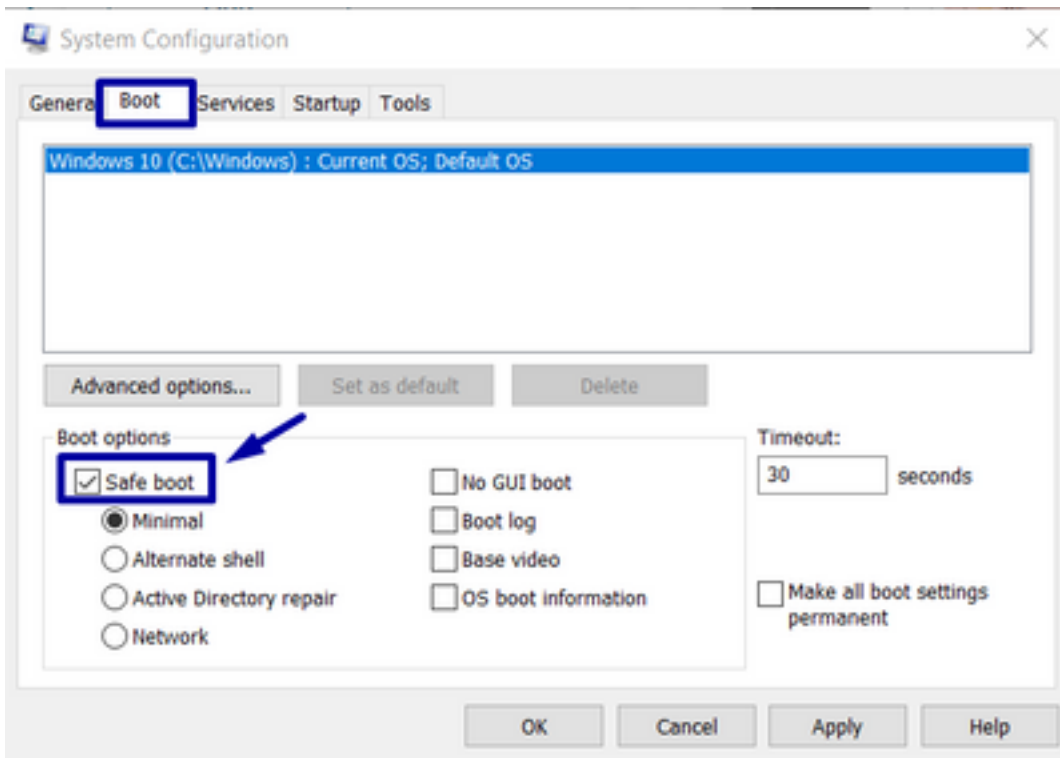 System Configuration
Genera Boot Services Startup Tools
Windows 10 (C:\Windows) : Current OS; Default OS
Advanced options... Set as default Delete
Boot options
Timeout:
Safe boot No GUI boot 30 seconds
Minimal Boot log
Alternate shell Base video
Active Directory repair OS boot information Make all boot settings
permanent
Network
OK Cancel Apply Help